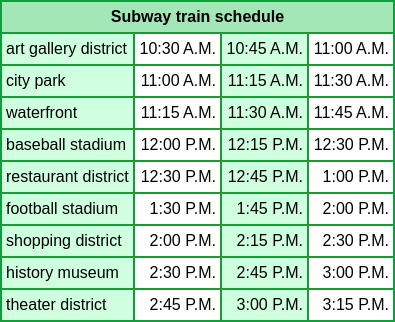 Subway train schedule
art gallery district 10:30 A.M. 10:45 A.M. 11:00 A.M.
city park 11:00 A.M. 11:15 A.M. 11:30 A.M.
waterfront 11:15 A.M. 11:30 A.M. 11:45 A.M.
baseball stadium 12:00 P.M. 12:15 P.M. 12:30 P.M.
restaurant district 12:30 P.M. 12:45 P.M. 1:00 P.M.
football stadium 1:30 P.M. 1:45 P.M. 2:00 P.M.
shopping district 2:00 P.M. 2:15 P.M. 2:30 P.M.
history museum 2:30 P.M. 2:45 P.M. 3:00 P.M.
theater district 2:45 P.M. 3:00 P.M. 3:15 P.M.